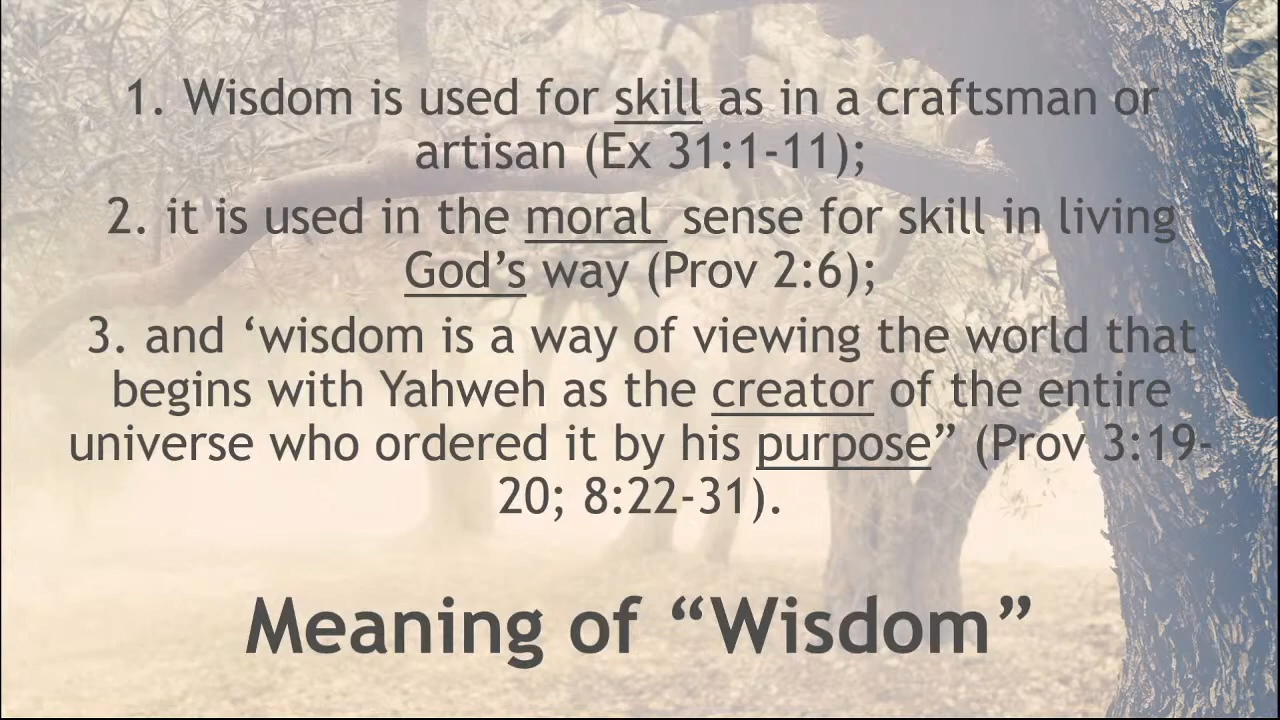 1. Wisdom is used for skill as in a craftsman or
artisan (Ex 31:1-11);
2. it is used in the moral sense for skill in living
God’s way (Prov 2:6);
3. and ‘wisdom is a way of viewing the world that
begins with Yahweh as the creator of the entire
universe who ordered it by his purpose” (Prov 3:19-
20; 8:22-31).
Meaning of “Wisdom”